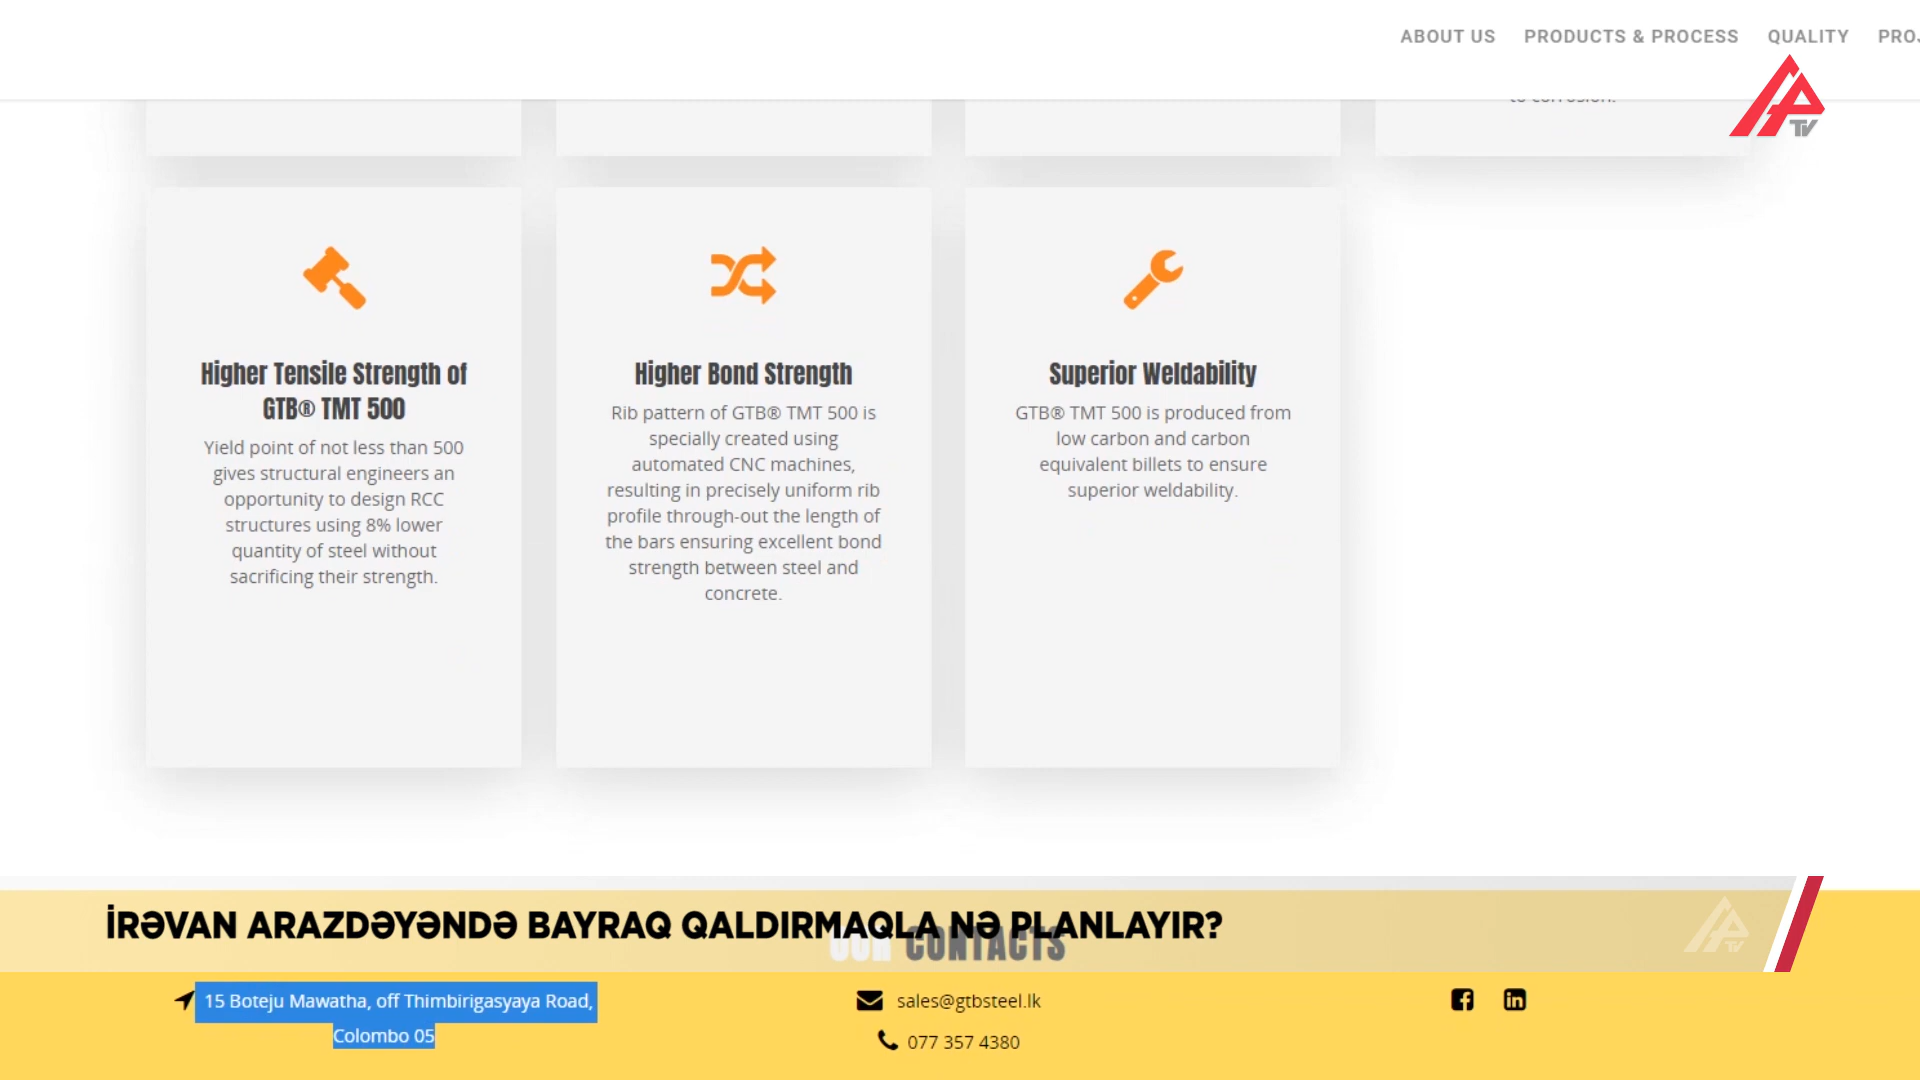 ABOUT US PRODUCTS & PROCESS QUALITY
to corrosion.
TV
Higher Tensile Strength of
GTB® TMT 500
Yield point of not less than 500
gives structural engineers an
opportunity to design RCC
structures using 8% lower
quantity of steel without
sacrificing their strength.
Higher Bond Strength
Rib pattern of GTB® TMT 500 is
specially created using
automated CNC machines,
resulting in precisely uniform rib
profile through-out the length of
the bars ensuring excellent bond
strength between steel and
concrete.
Superior Weldability
GTB® TMT 500 is produced from
low carbon and carbon
equivalent billets to ensure
superior weldability.
İRƏVAN ARAZDƏYƏNDƏ BAYRAQ QALDIRMAQLA NƏ PLANLAYIR?
OUR CONTACTS
15 Boteju Mawatha, off Thimbirigasyaya Road,
Colombo 05
sales@gtbsteel.lk
077 357 4380